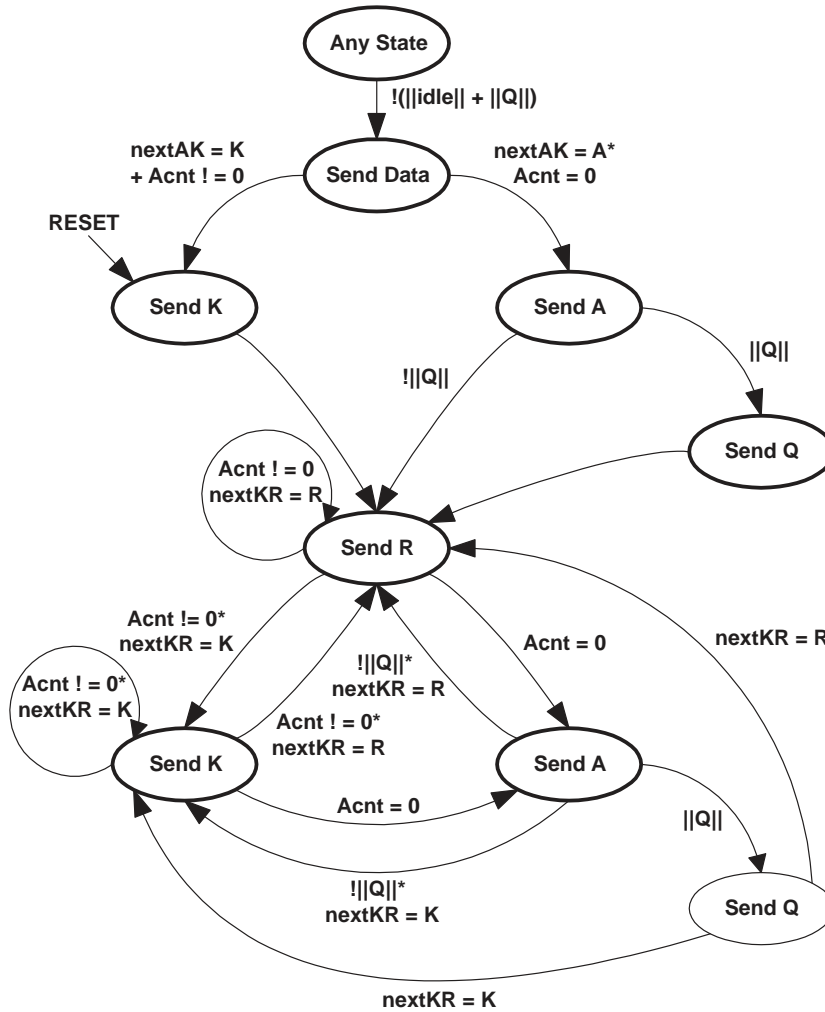 Any State
!(||idle|| + ||Q||)
nextAK = K
+ Acnt ! = 0
Send Data
nextAK = A*
Acnt = 0
RESET
Send K
Send A
||Q||
!||Q||
Send Q
Acnt ! = 0
nextKR = R
Send R
Acnt != 0*
nextKR = K
Acnt = 0
nextKR = R
!||Q||*
nextKR = R
Acnt ! = 0*
nextKR = K
Acnt ! = 0*
nextKR = R
Send K
Send A
Acnt = 0
||Q||
!||Q||*
nextKR = K
Send Q
nextKR = K